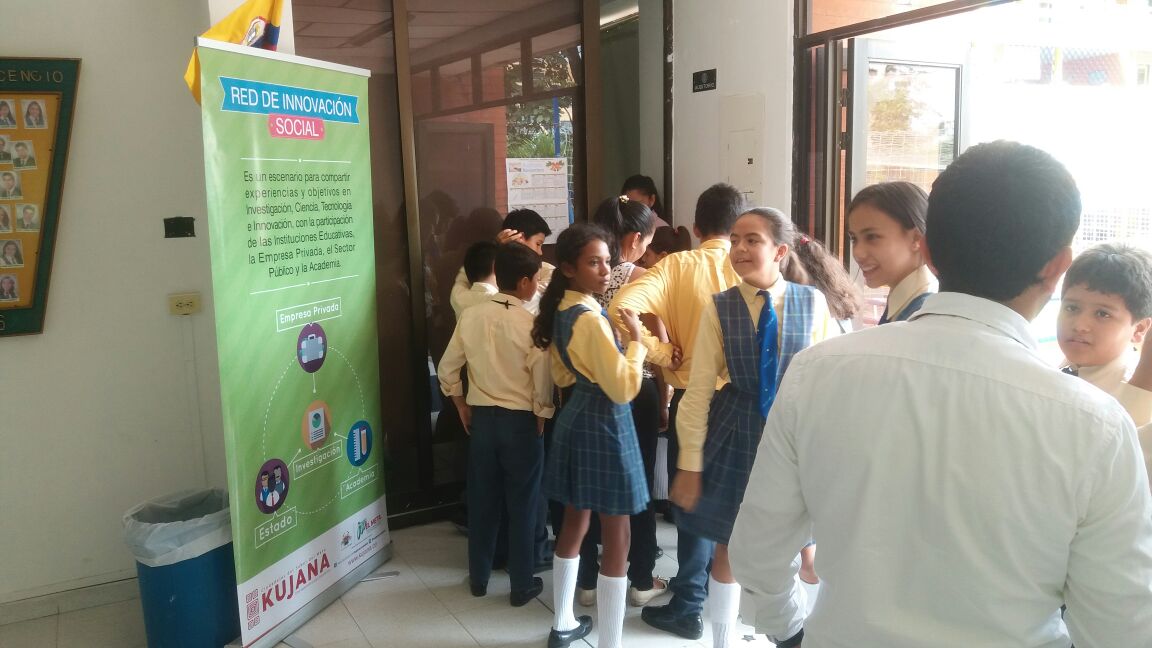 CENCIO
RED DE INNOVACIÓN
SOCIAL
Es un escenario para compartir
experiencias y objetivos en
Investigación, Ciencia, Tecnología
e Innovación, con la participación
de las Instituciones Educativas,
la Empresa Privada, el Sector
Público y la Academia.
Empresa Privada
Investigación
Academia
Estado
KUJANA
AUDITORIO